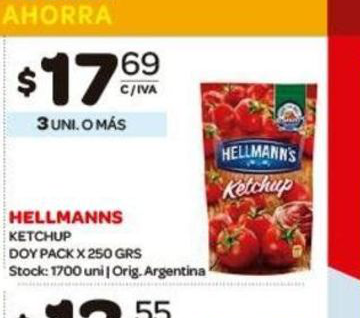 AHORRA
$17 69
C/IVA
3 UNI. O MÁS
HELLMANN'S
Ketchup
HELLMANNS
KETCHUP
DOY PACK X 250 GRS
Stock: 1700 uni | Orig. Argentina
55